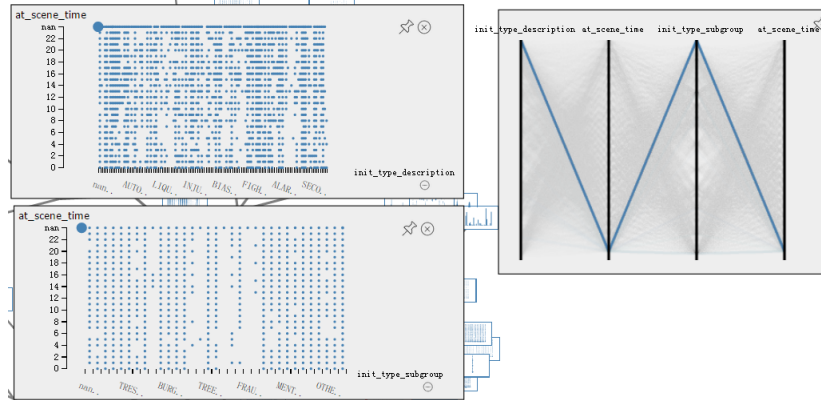 at_scene_time
nan
22
20
18
16
14
12
10
8
6
4
2
0
init_type_description
nan.. AUTO.. LIQU.. INJU.. BIAS.. FIGH.. ALAR.. SECO..
at_scene_time
nan
22
20
18
16
14
12
10
8
6
4
2
0
init_type_subgroup
nan.. TRES.. BURG.. TREE.. FRAU.. MENT.. OTHE..
init_type_description at_scene_time init_type_subgroup at_scene_time